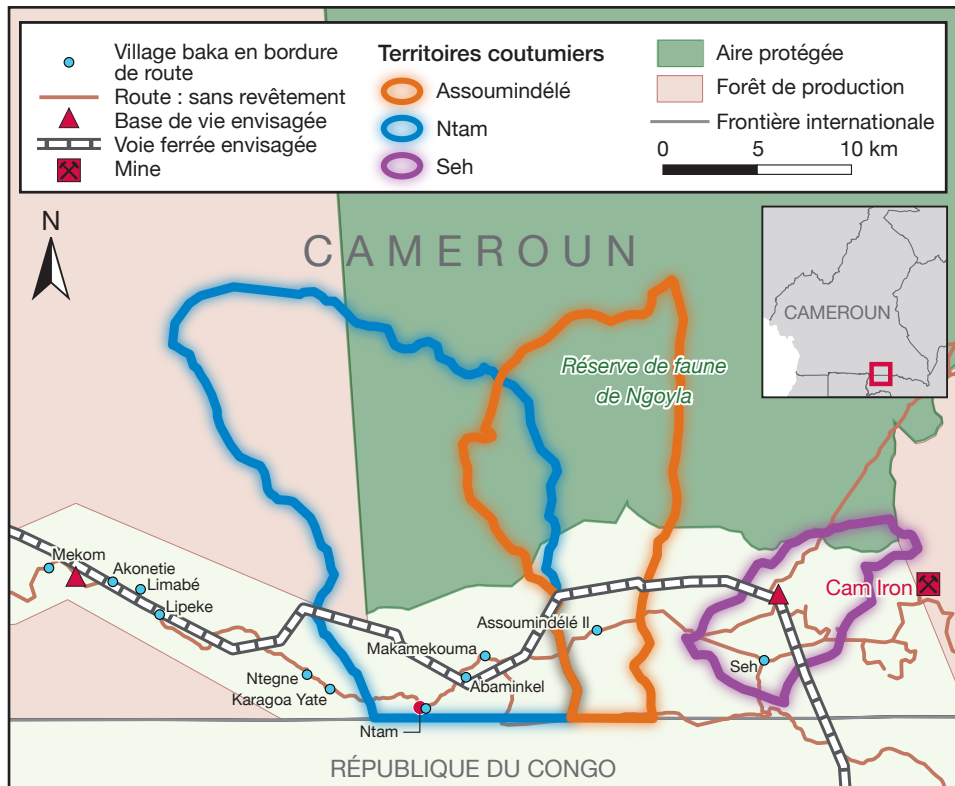 Village baka en bordure
de route
Route : sans revêtement
Base de vie envisagée
Voie ferrée envisagée
Mine
Territoires coutumiers
Assoumindélé
Ntam
Seh
Aire protégée
Forêt de production
Frontière internationale
0 5 10 km
N
CAMEROUN
CAMEROUN
Réserve de faune
de Ngoyla
Mekom
Akonetie
Limabé
Lipeke
Cam Iron
Assoumindélé II
Makamekouma
Seh
Ntegne
Abaminkel
Karagoa Yate
Ntam
RÉPUBLIQUE DU CONGO